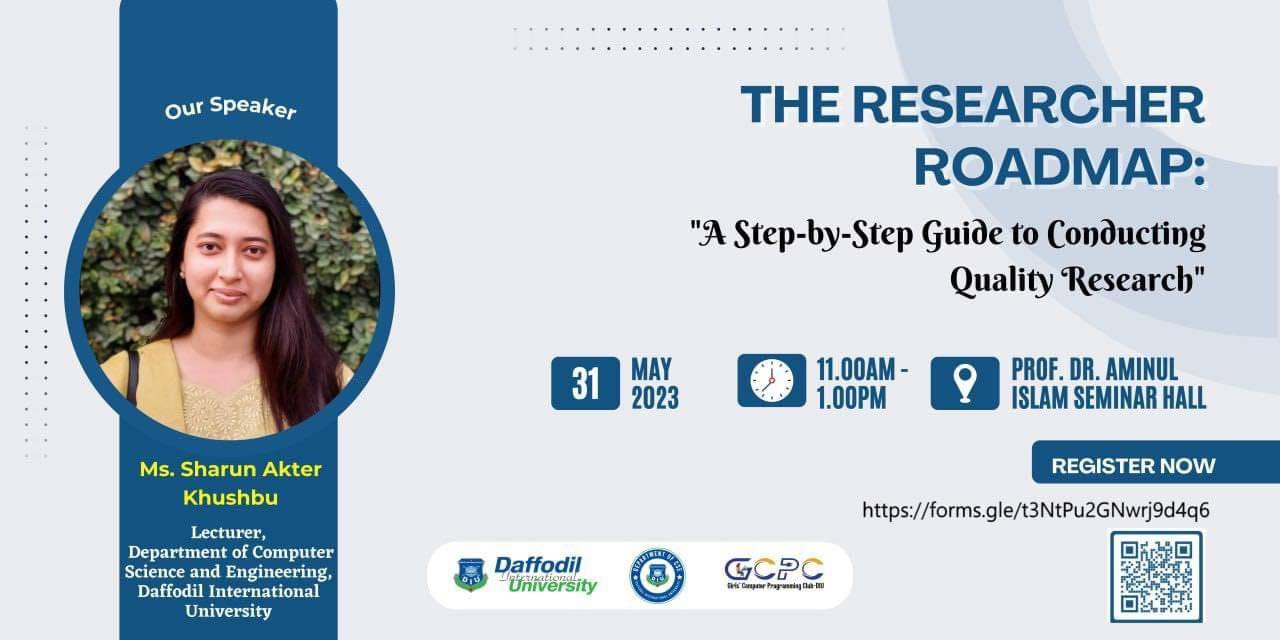 Our Speaker
Ms. Sharun Akter
Khushbu
Lecturer,
Department of Computer
Science and Engineering,
Daffodil International
University
THE RESEARCHER
ROADMAP:
"A Step-by-Step Guide to Conducting
Quality Research"
31
MAY
2023
11.00AM -
1.00PM
PROF. DR. AMINUL
ISLAM SEMINAR HALL
REGISTER NOW
https://forms.gle/t3NtPu2GNwrj9d4q6
DIU
Daffodil
International
University
DEPARTMENT OF CSE
DIU
GCPC
Girls' Computer Programming Club-DIU